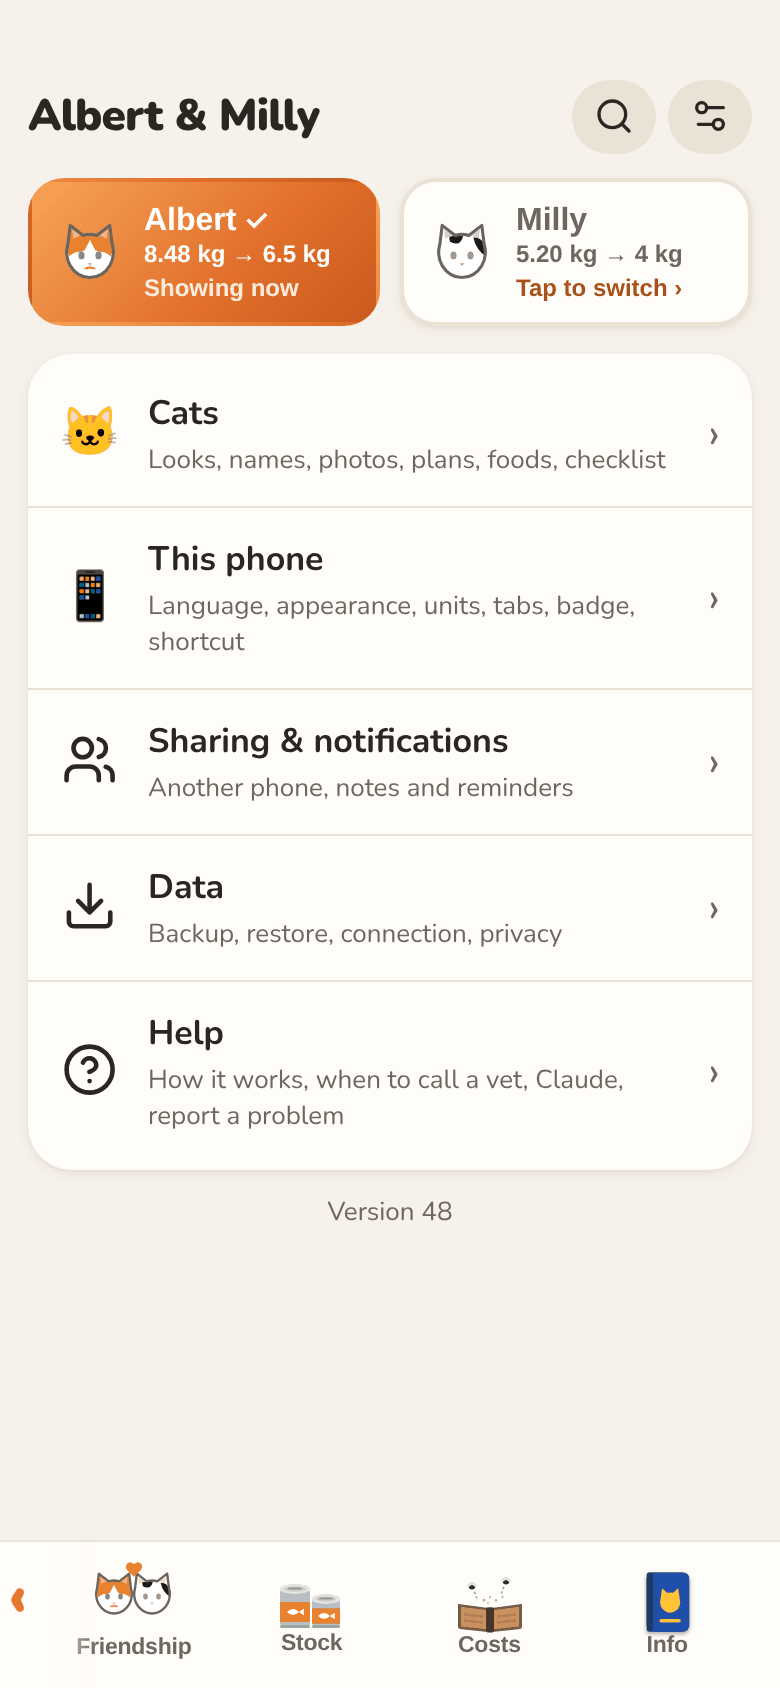 Albert & Milly
Albert ✓
8.48 kg → 6.5 kg
Showing now
Milly
5.20 kg → 4 kg
Tap to switch ›
Cats
Looks, names, photos, plans, foods, checklist
This phone
Language, appearance, units, tabs, badge,
shortcut
Sharing & notifications
Another phone, notes and reminders
Data
Backup, restore, connection, privacy
Help
How it works, when to call a vet, Claude,
report a problem
Version 48
Friendship
Stock
Costs
Info